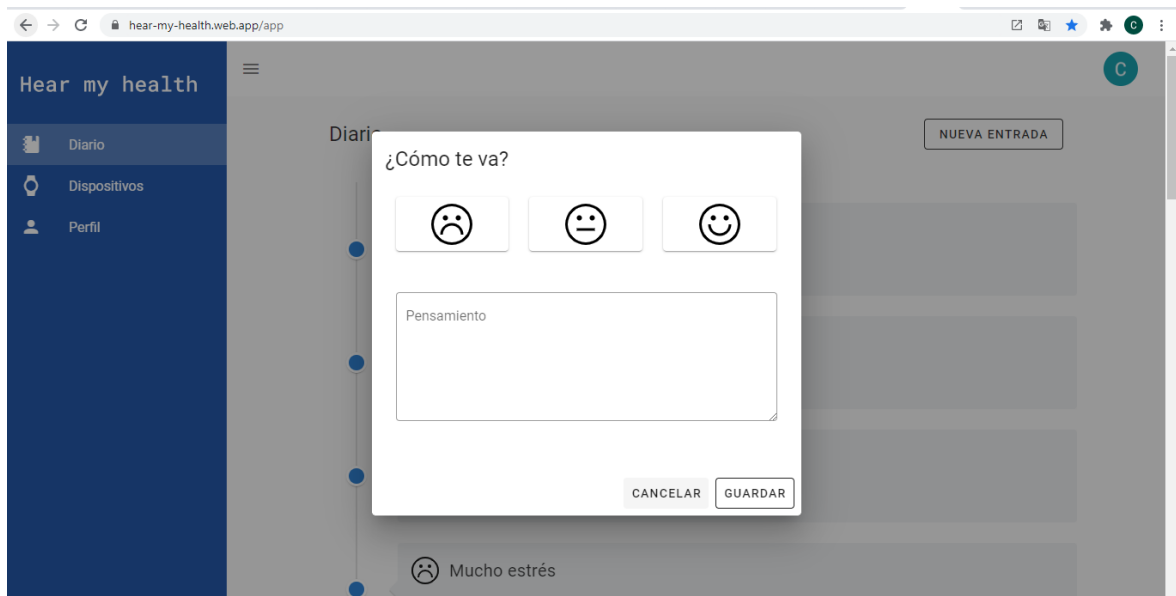 hear-my-health.web.app/app
C
Hear my health
C
Diario
Dispositivos
Perfil
Diario
NUEVA ENTRADA
¿Cómo te va?
Pensamiento
CANCELAR
GUARDAR
Mucho estrés